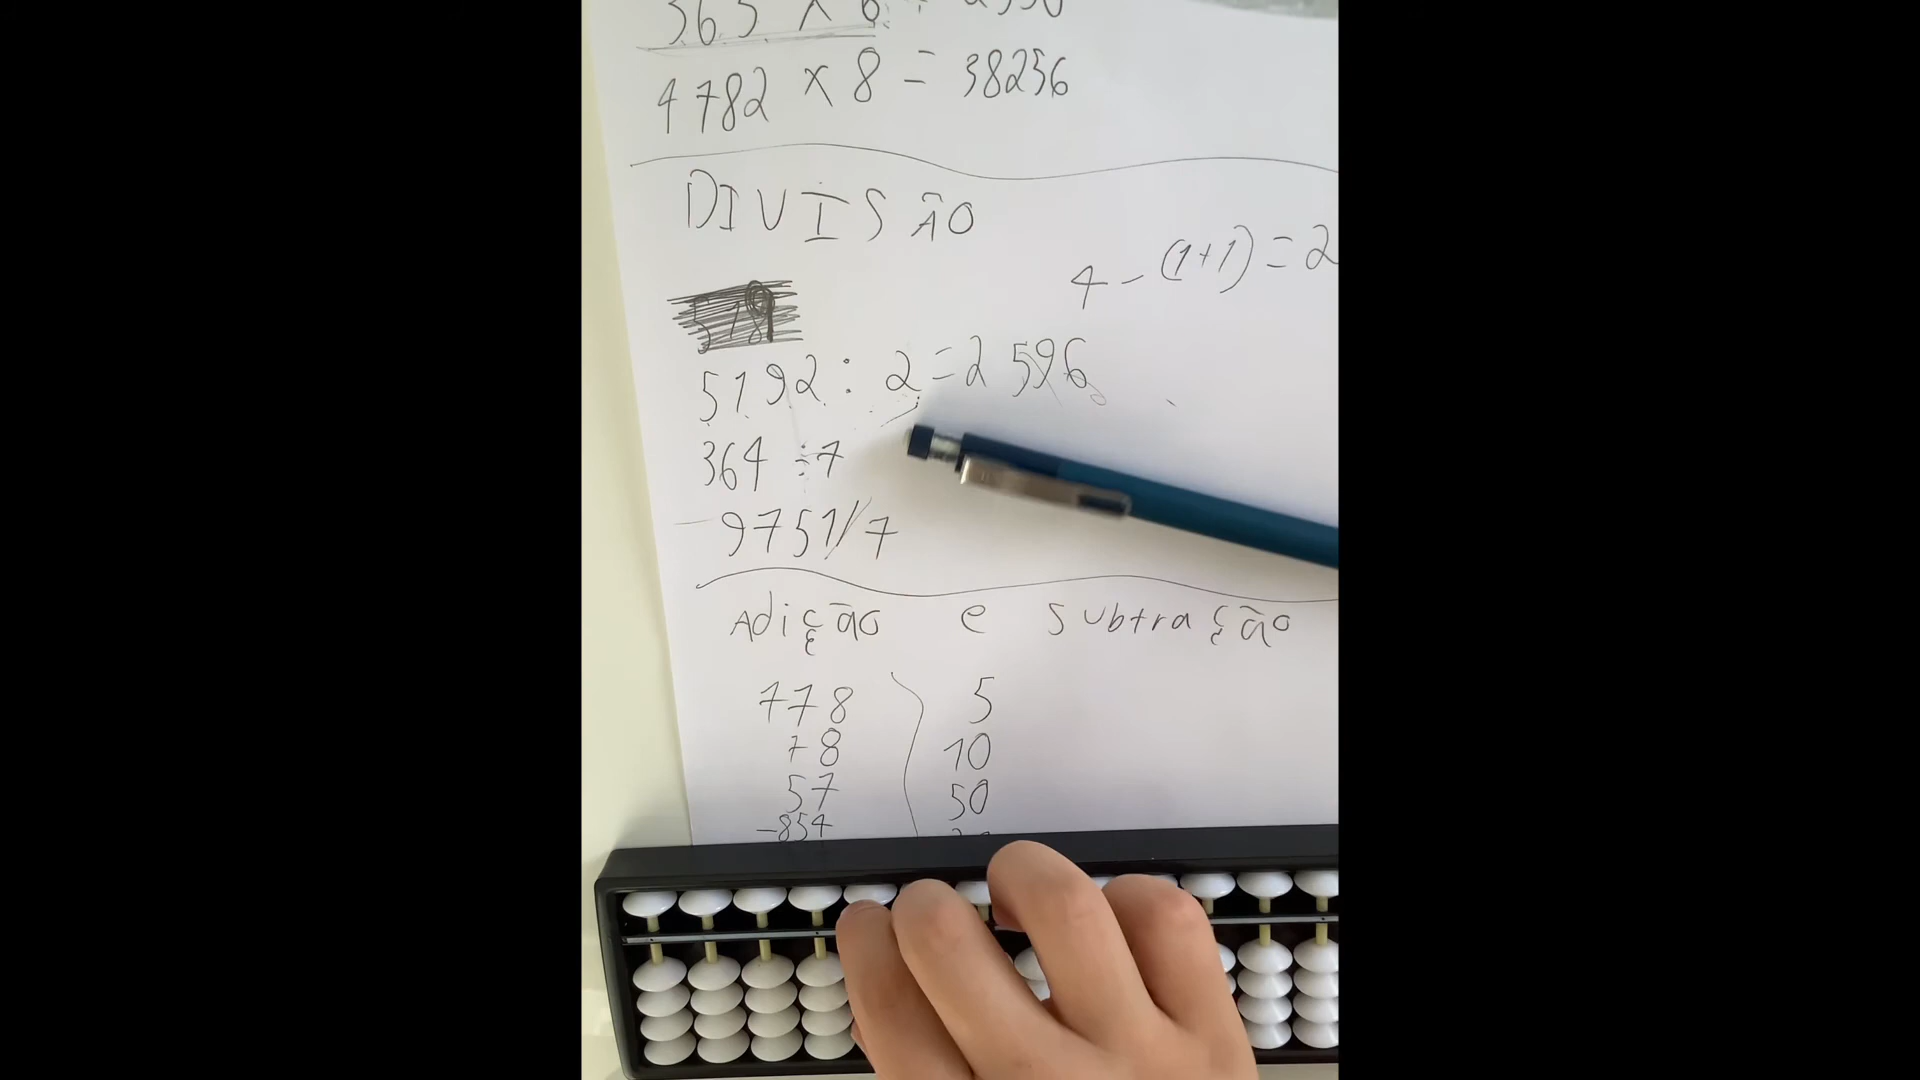 4782 x 8 = 38256
DIVISÃO
4 - (1+1) = 2
5192 : 2 = 2596
364 ÷ 7
9751/7
Adição e subtração
778
78
57
-854
5
10
50